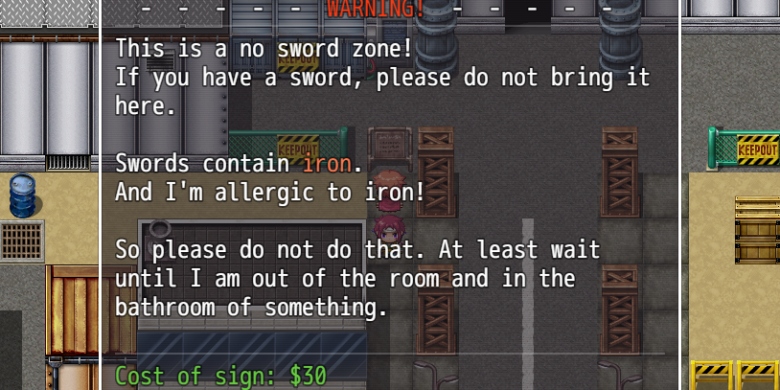 - - - - - WARNING! - - - - -
This is a no sword zone!
If you have a sword, please do not bring it
here.
Swords contain iron.
And I'm allergic to iron!
So please do not do that. At least wait
until I am out of the room and in the
bathroom of something.
Cost of sign: $30
KEEPOUT
KEEPOUT
KEEPOUT